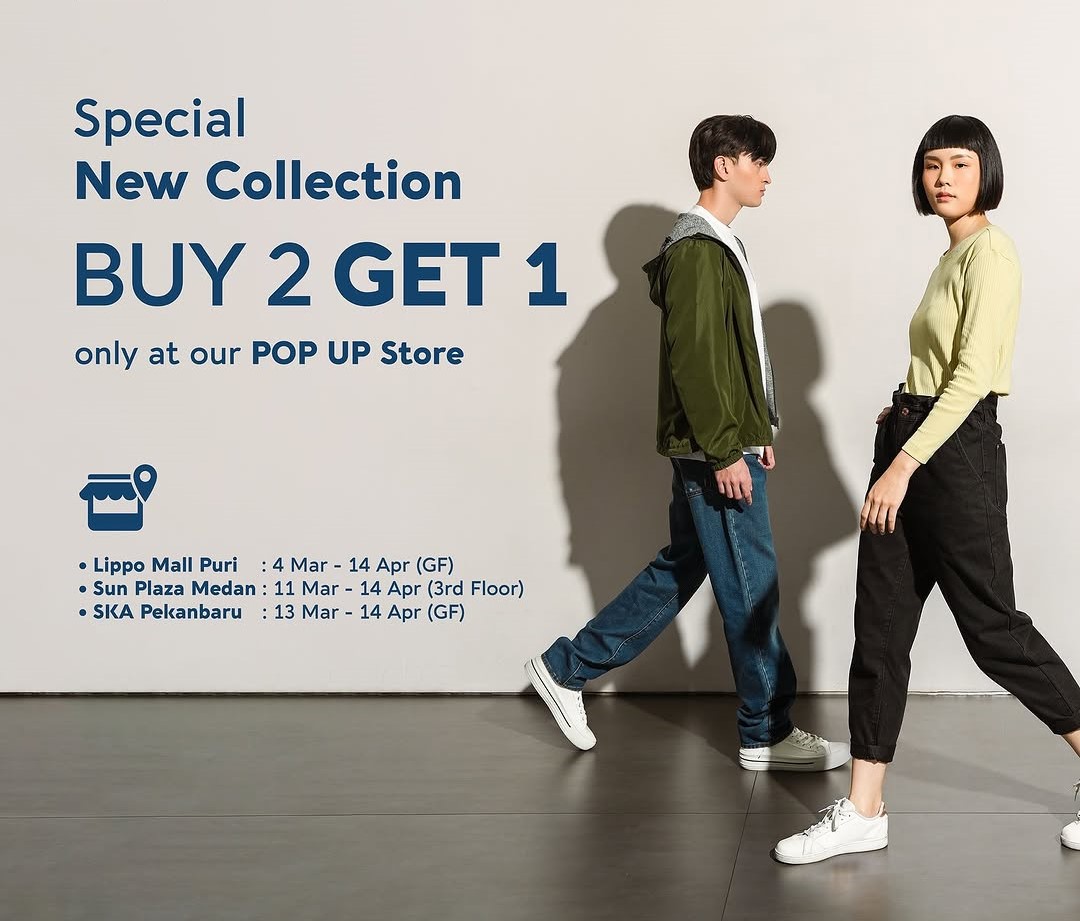 Special
New Collection
BUY 2 GET 1
only at our POP UP Store
• Lippo Mall Puri : 4 Mar - 14 Apr (GF)
• Sun Plaza Medan : 11 Mar - 14 Apr (3rd Floor)
• SKA Pekanbaru : 13 Mar - 14 Apr (GF)